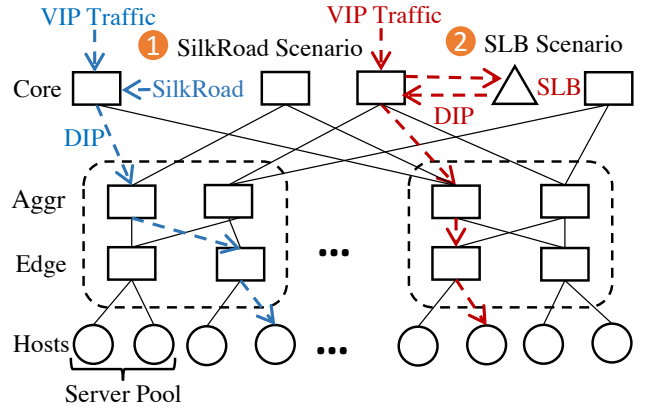 VIP Traffic
VIP Traffic
1 SilkRoad Scenario
2 SLB Scenario
Core
SilkRoad
SLB
DIP
DIP
Aggr
...
Edge
Hosts
...
Server Pool